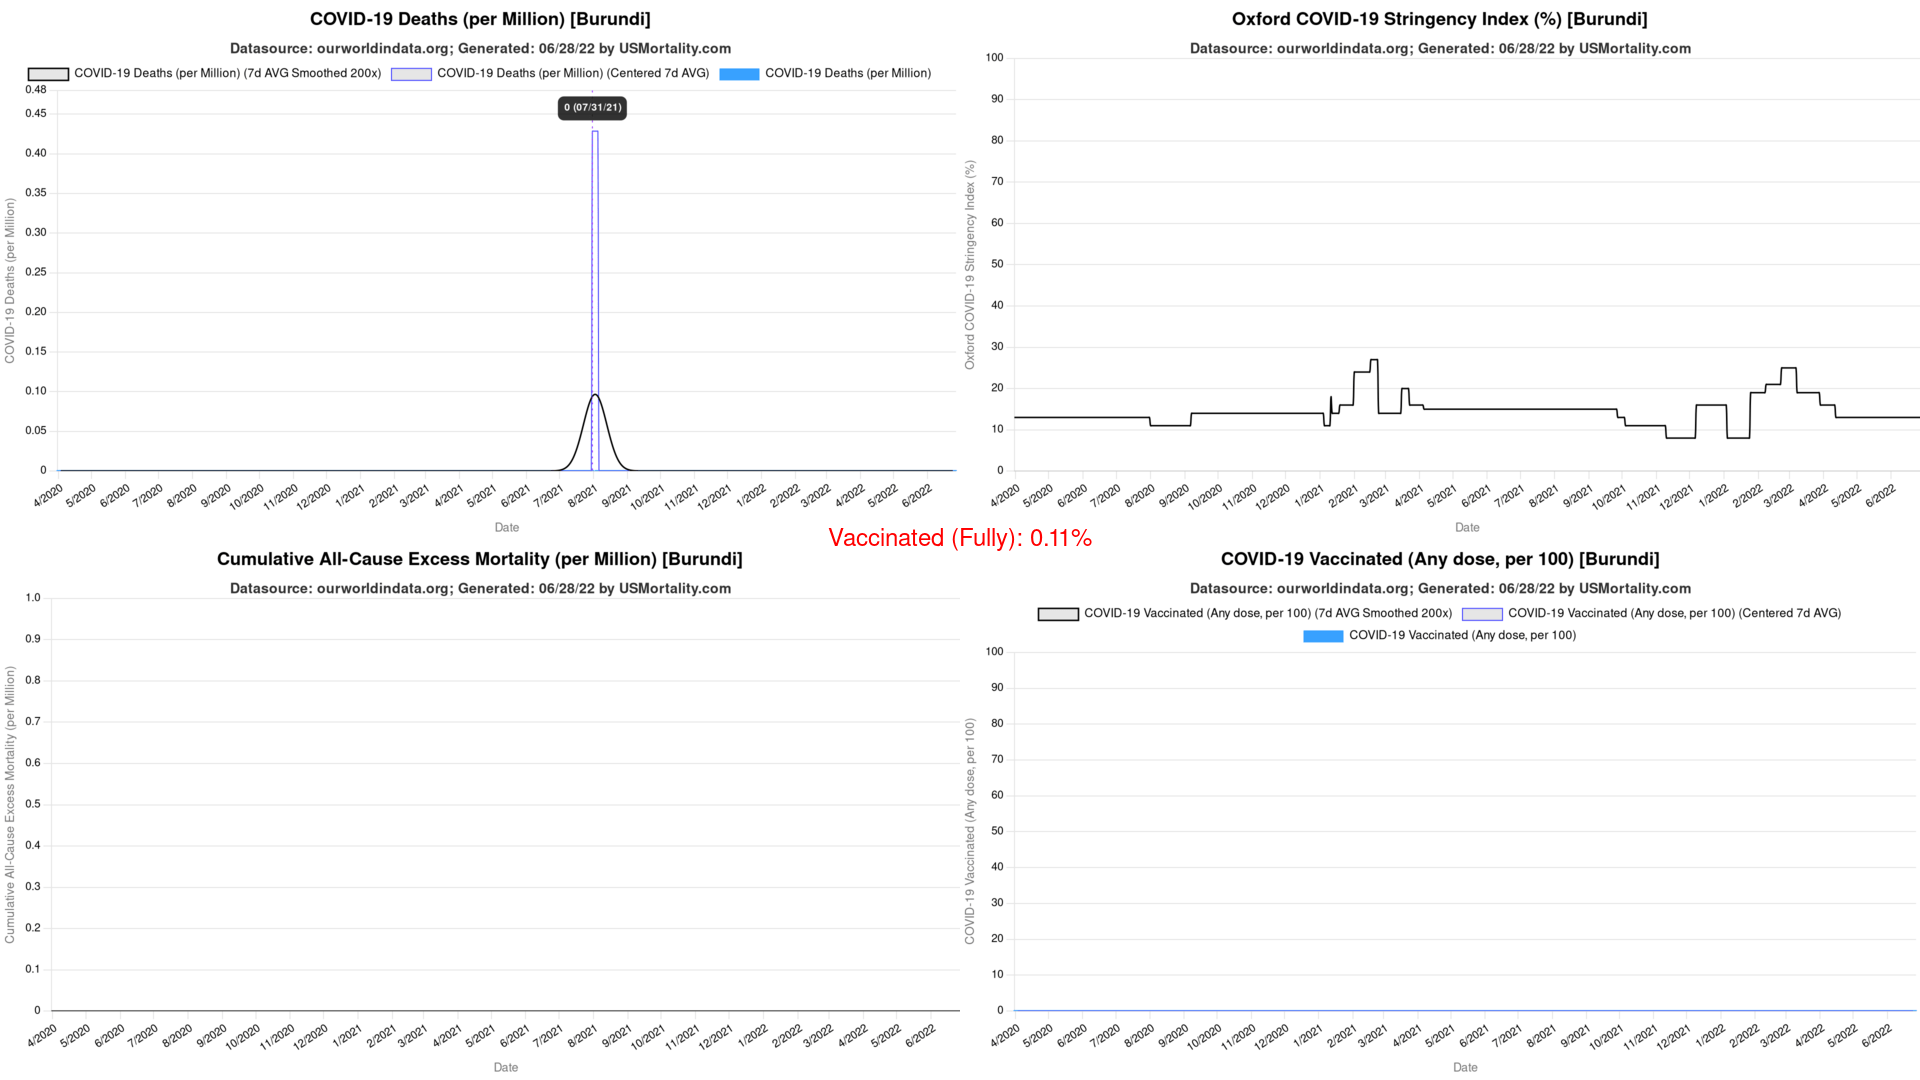 COVID-19 Deaths (per Million) [Burundi]
Datasource: ourworldindata.org; Generated: 06/28/22 by USMortality.com
COVID-19 Deaths (per Million) (7d AVG Smoothed 200x) COVID-19 Deaths (per Million) (Centered 7d AVG) COVID-19 Deaths (per Million)
0 (07/31/21)
COVID-19 Deaths (per Million)
0.48
0.45
0.40
0.35
0.30
0.25
0.20
0.15
0.10
0.05
0
4/2020 5/2020 6/2020 7/2020 8/2020 9/2020 10/2020 11/2020 12/2020 1/2021 2/2021 3/2021 4/2021 5/2021 6/2021 7/2021 8/2021 9/2021 10/2021 11/2021 12/2021 1/2022 2/2022 3/2022 4/2022 5/2022 6/2022
Date
Oxford COVID-19 Stringency Index (%) [Burundi]
Datasource: ourworldindata.org; Generated: 06/28/22 by USMortality.com
Oxford COVID-19 Stringency Index (%)
100
90
80
70
60
50
40
30
20
10
0
4/2020 5/2020 6/2020 7/2020 8/2020 9/2020 10/2020 11/2020 12/2020 1/2021 2/2021 3/2021 4/2021 5/2021 6/2021 7/2021 8/2021 9/2021 10/2021 11/2021 12/2021 1/2022 2/2022 3/2022 4/2022 5/2022 6/2022
Date
Vaccinated (Fully): 0.11%
Cumulative All-Cause Excess Mortality (per Million) [Burundi]
Datasource: ourworldindata.org; Generated: 06/28/22 by USMortality.com
Cumulative All-Cause Excess Mortality (per Million)
1.0
0.9
0.8
0.7
0.6
0.5
0.4
0.3
0.2
0.1
0
4/2020 5/2020 6/2020 7/2020 8/2020 9/2020 10/2020 11/2020 12/2020 1/2021 2/2021 3/2021 4/2021 5/2021 6/2021 7/2021 8/2021 9/2021 10/2021 11/2021 12/2021 1/2022 2/2022 3/2022 4/2022 5/2022 6/2022
Date
COVID-19 Vaccinated (Any dose, per 100) [Burundi]
Datasource: ourworldindata.org; Generated: 06/28/22 by USMortality.com
COVID-19 Vaccinated (Any dose, per 100) (7d AVG Smoothed 200x) COVID-19 Vaccinated (Any dose, per 100) (Centered 7d AVG)
COVID-19 Vaccinated (Any dose, per 100)
COVID-19 Vaccinated (Any dose, per 100)
100
90
80
70
60
50
40
30
20
10
0
4/2020 5/2020 6/2020 7/2020 8/2020 9/2020 10/2020 11/2020 12/2020 1/2021 2/2021 3/2021 4/2021 5/2021 6/2021 7/2021 8/2021 9/2021 10/2021 11/2021 12/2021 1/2022 2/2022 3/2022 4/2022 5/2022 6/2022
Date